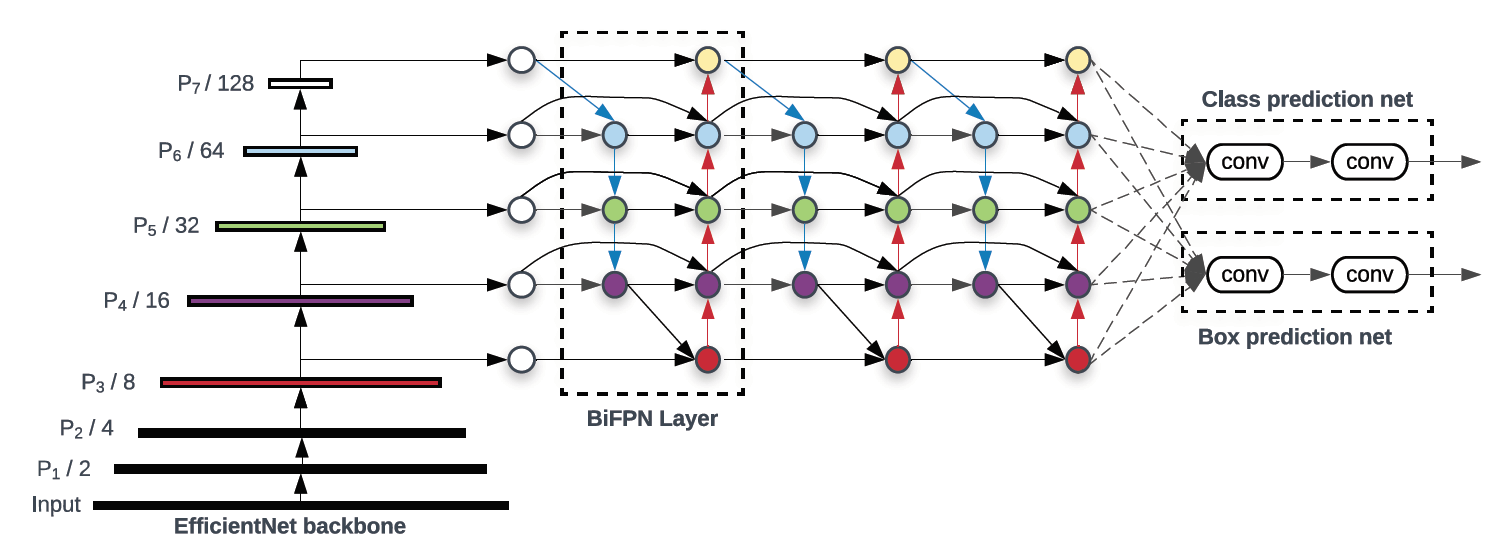 P7 / 128
P6 / 64
P5 / 32
P4 / 16
P3 / 8
P2 / 4
P1 / 2
Input
EfficientNet backbone
BiFPN Layer
Class prediction net
conv conv
conv conv
Box prediction net